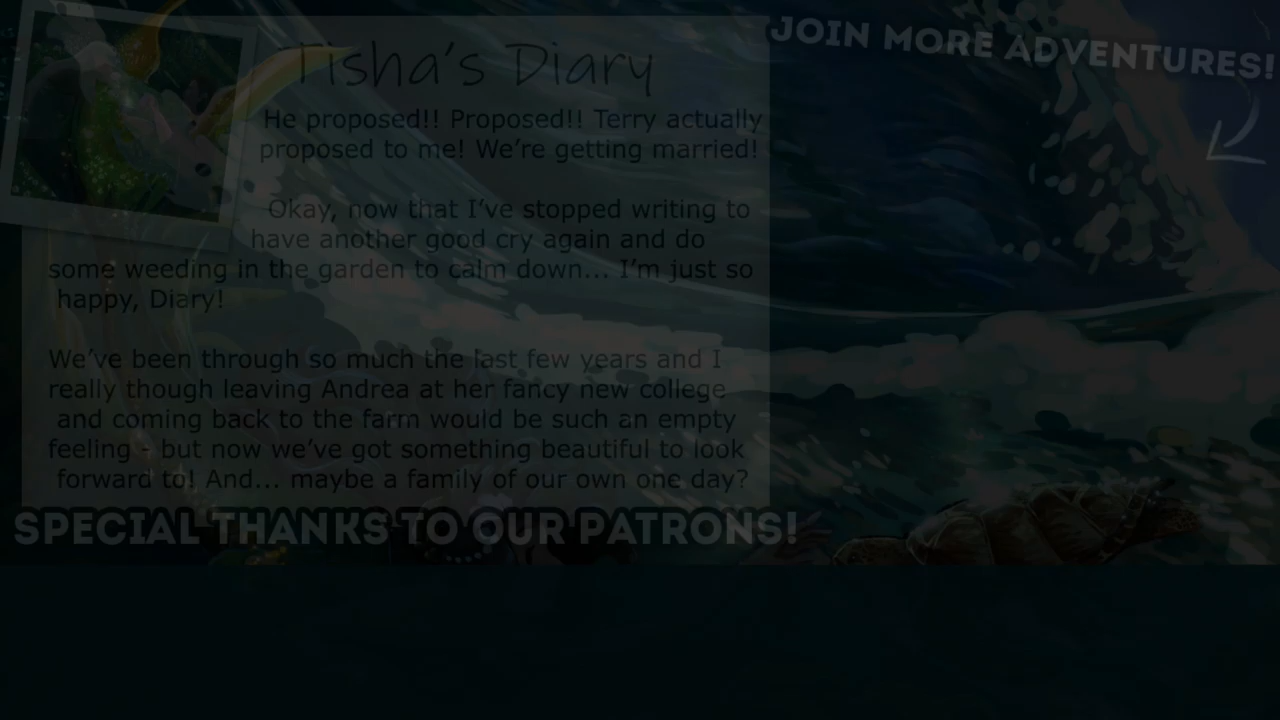 Tisha's Diary
JOIN MORE ADVENTURES!
He proposed!! Proposed!! Terry actually
proposed to me! We're getting married!
Okay, now that I've stopped writing to
have another good cry again and do
some weeding in the garden to calm down... I'm just so
happy, Diary!
We've been through so much the last few years and I
really though leaving Andrea at her fancy new college
and coming back to the farm would be such an empty
feeling - but now we've got something beautiful to look
forward to! And... maybe a family of our own one day?
SPECIAL THANKS TO OUR PATRONS!